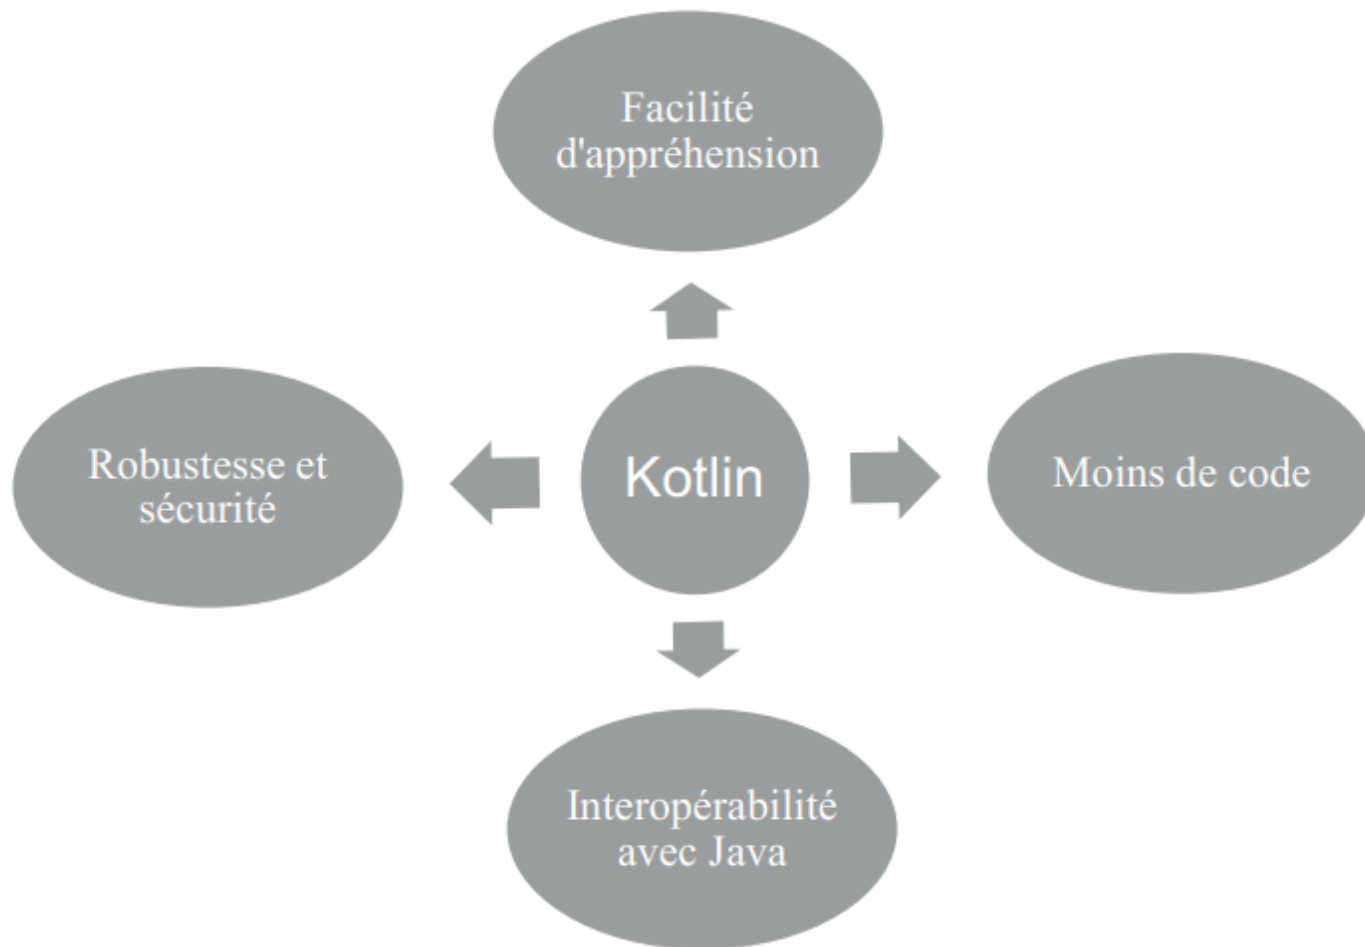 Facilité
d'appréhension
Robustesse et
sécurité
Kotlin
Moins de code
Interopérabilité
avec Java